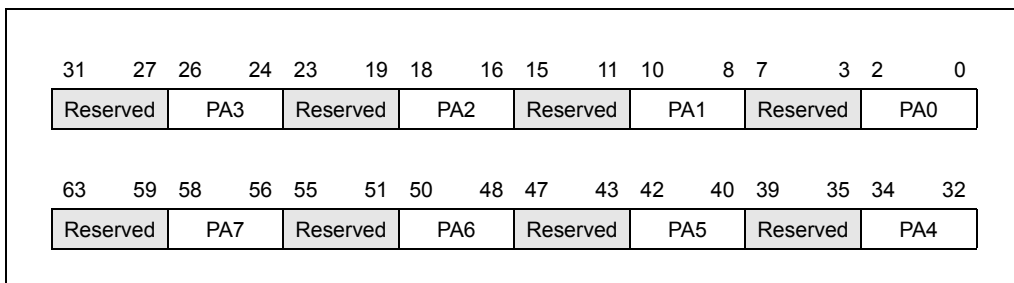 31 27 26 24 23 19 18 16 15 11 10 8 7 3 2 0
Reserved PA3 Reserved PA2 Reserved PA1 Reserved PA0
63 59 58 56 55 51 50 48 47 43 42 40 39 35 34 32
Reserved PA7 Reserved PA6 Reserved PA5 Reserved PA4